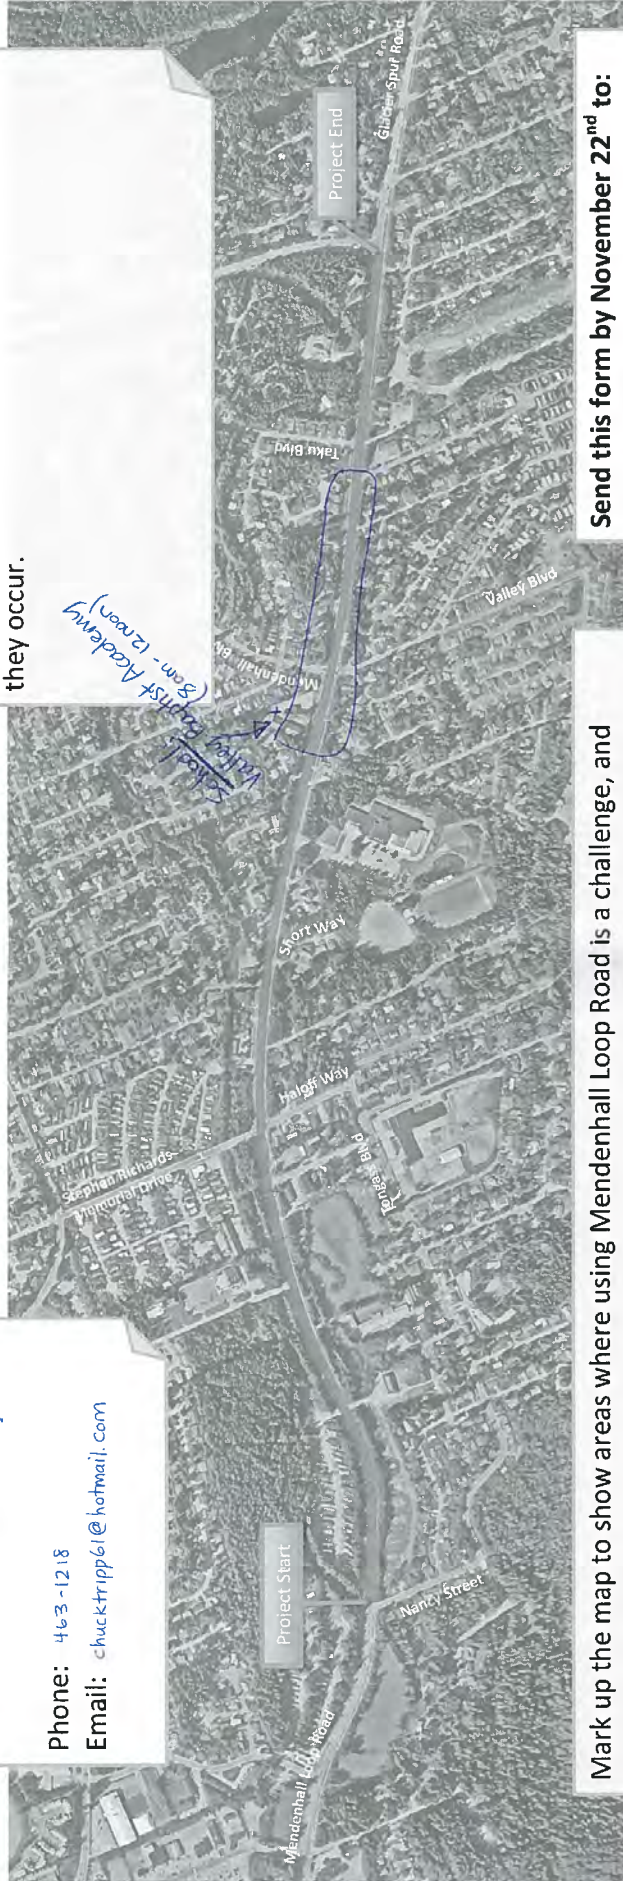 they occur.
Phone: 463-1218
Email: chucktripp61@hotmail.com
School!
Valley Baptist Academy
(8am - 12noon)
x
Project Start
Project End
Mendenhall Loop Road
Nancy Street
Stephen Richards
Memorial Drive
Haloff Way
Tongass Blvd
Short Way
Mendenhall Blv
Valley Blvd
Taku Blvd
Glacier Spur Road
Mark up the map to show areas where using Mendenhall Loop Road is a challenge, and
Send this form by November 22nd to: